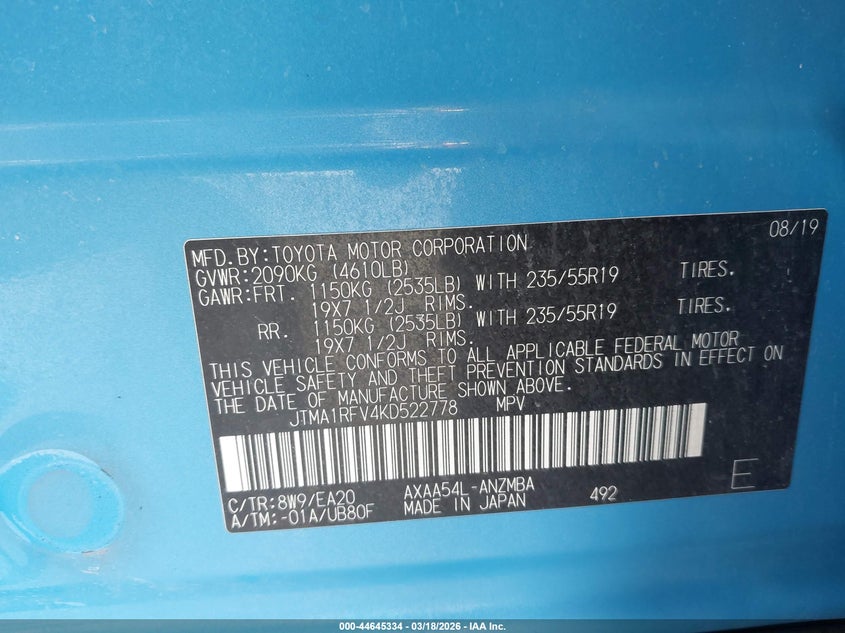 08/19
MFD.BY:TOYOTA MOTOR CORPORATION
GVWR:2090KG (4610LB)
GAWR:FRT. 1150KG (2535LB) WITH 235/55R19 TIRES.
19X7 1/2J RIMS.
RR. 1150KG (2535LB) WITH 235/55R19 TIRES.
19X7 1/2J RIMS.
THIS VEHICLE CONFORMS TO ALL APPLICABLE FEDERAL MOTOR
VEHICLE SAFETY AND THEFT PREVENTION STANDARDS IN EFFECT ON
THE DATE OF MANUFACTURE SHOWN ABOVE.
JTMA1RFV4KD522778 MPV
C/TR:8W9/EA20 AXAA54L-ANZMBA 492 E
A/TM:-01A/UB80F MADE IN JAPAN
000-44645334 - 03/18/2026 - IAA Inc.